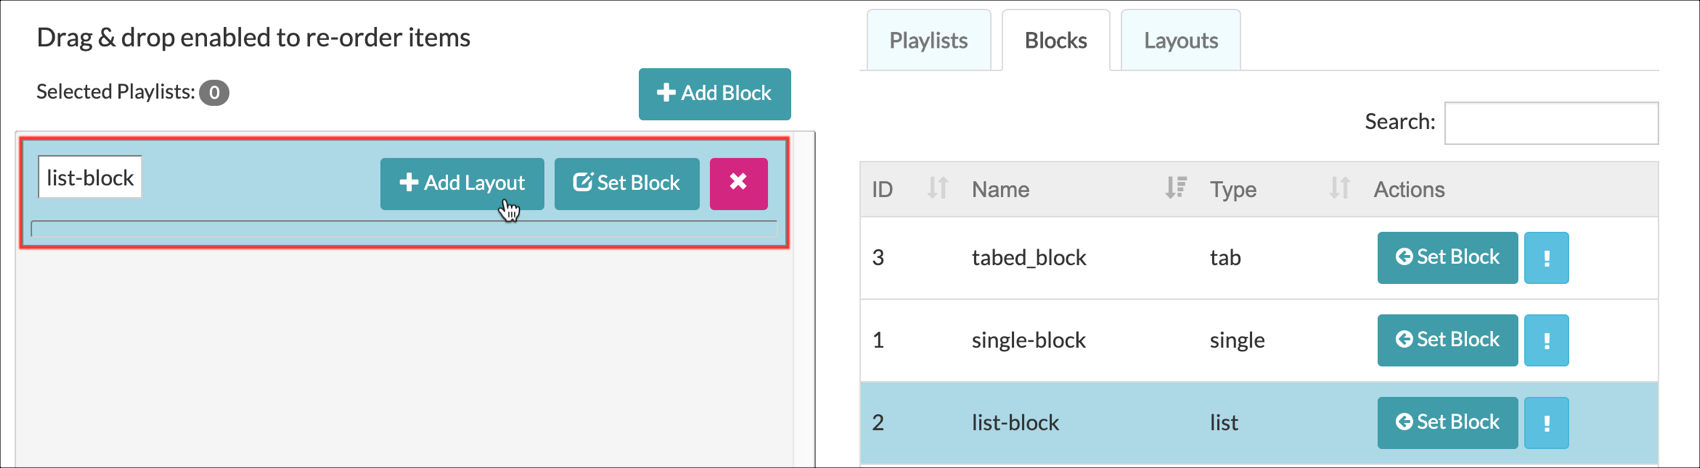 Drag & drop enabled to re-order items
Selected Playlists: 0
Add Block
list-block
Add Layout
Set Block
Playlists
Blocks
Layouts
Search:
ID Name Type Actions
3 tabed_block tab Set Block !
1 single-block single Set Block !
2 list-block list Set Block !